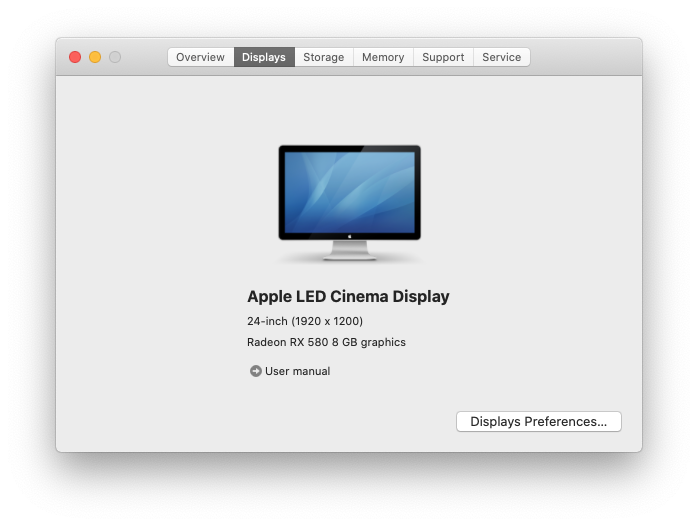 Overview Displays Storage Memory Support Service
Apple LED Cinema Display
24-inch (1920 x 1200)
Radeon RX 580 8 GB graphics
User manual
Displays Preferences...